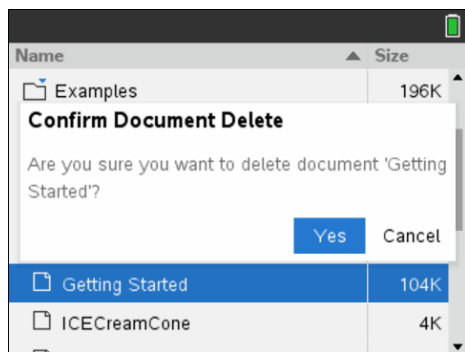 Name Size
Examples 196K
Confirm Document Delete
Are you sure you want to delete document 'Getting
Started'?
Yes Cancel
Getting Started 104K
ICECreamCone 4K